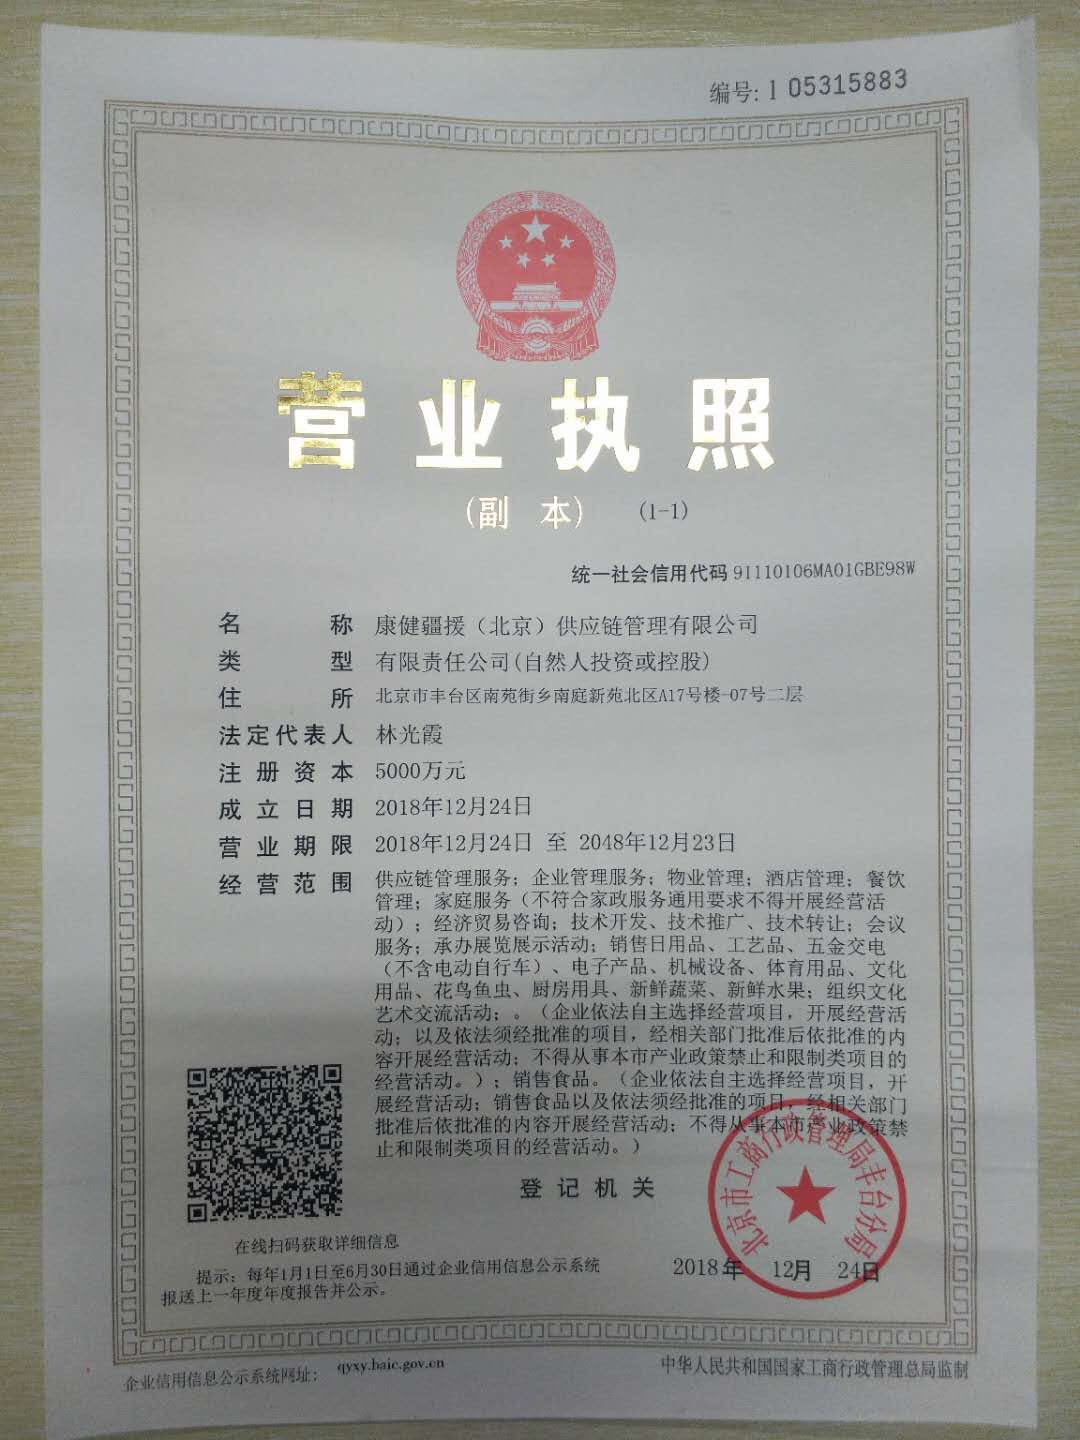 编号: 1 05315883
营业执照
(副 本) (1-1)
统一社会信用代码 91110106MA01GBE98W
名称 康健疆援（北京）供应链管理有限公司
类型 有限责任公司(自然人投资或控股)
住所 北京市丰台区南苑街乡南庭新苑北区A17号楼-07号二层
法定代表人 林光霞
注册资本 5000万元
成立日期 2018年12月24日
营业期限 2018年12月24日 至 2048年12月23日
经营范围 供应链管理服务；企业管理服务；物业管理；酒店管理；餐饮
管理；家庭服务（不符合家政服务通用要求不得开展经营活
动）；经济贸易咨询；技术开发、技术推广、技术转让；会议
服务；承办展览展示活动；销售日用品、工艺品、五金交电
（不含电动自行车）、电子产品、机械设备、体育用品、文化
用品、花鸟鱼虫、厨房用具、新鲜蔬菜、新鲜水果；组织文化
艺术交流活动；。（企业依法自主选择经营项目，开展经营活
动；以及依法须经批准的项目，经相关部门批准后依批准的内
容开展经营活动；不得从事本市产业政策禁止和限制类项目的
经营活动。）；销售食品。（企业依法自主选择经营项目，开
展经营活动；销售食品以及依法须经批准的项目，经相关部门
批准后依批准的内容开展经营活动；不得从事本市产业政策禁
止和限制类项目的经营活动。）
登记机关
北京市工商行政管理局丰台分局
2018年 12月 24日
在线扫码获取详细信息
提示：每年1月1日至6月30日通过企业信用信息公示系统
报送上一年度年度报告并公示。
企业信用信息公示系统网址： qyxy.baic.gov.cn
中华人民共和国国家工商行政管理总局监制